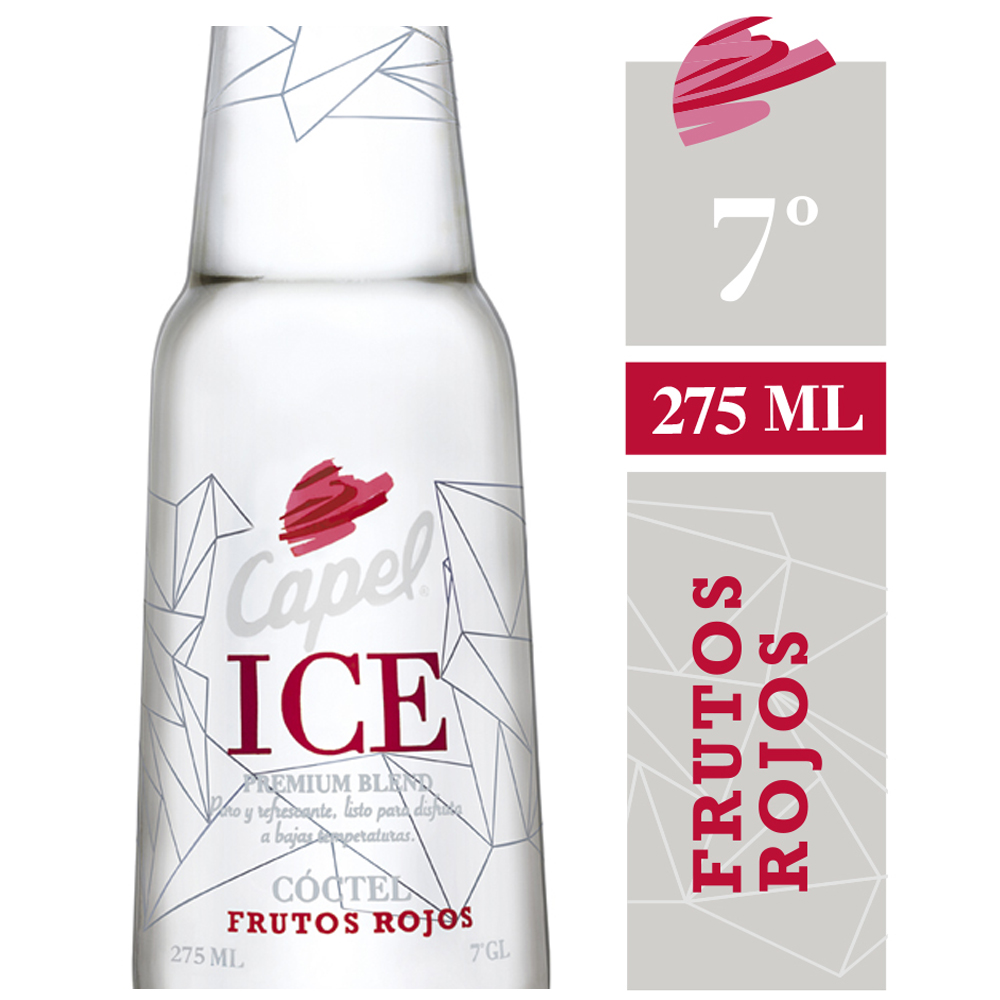 Capel®
ICE
PREMIUM BLEND
Puro y refrescante, listo para disfrutar
a bajas temperaturas.
CÓCTEL
FRUTOS ROJOS
275 ML
7°GL
7º
275 ML
FRUTOS
ROJOS